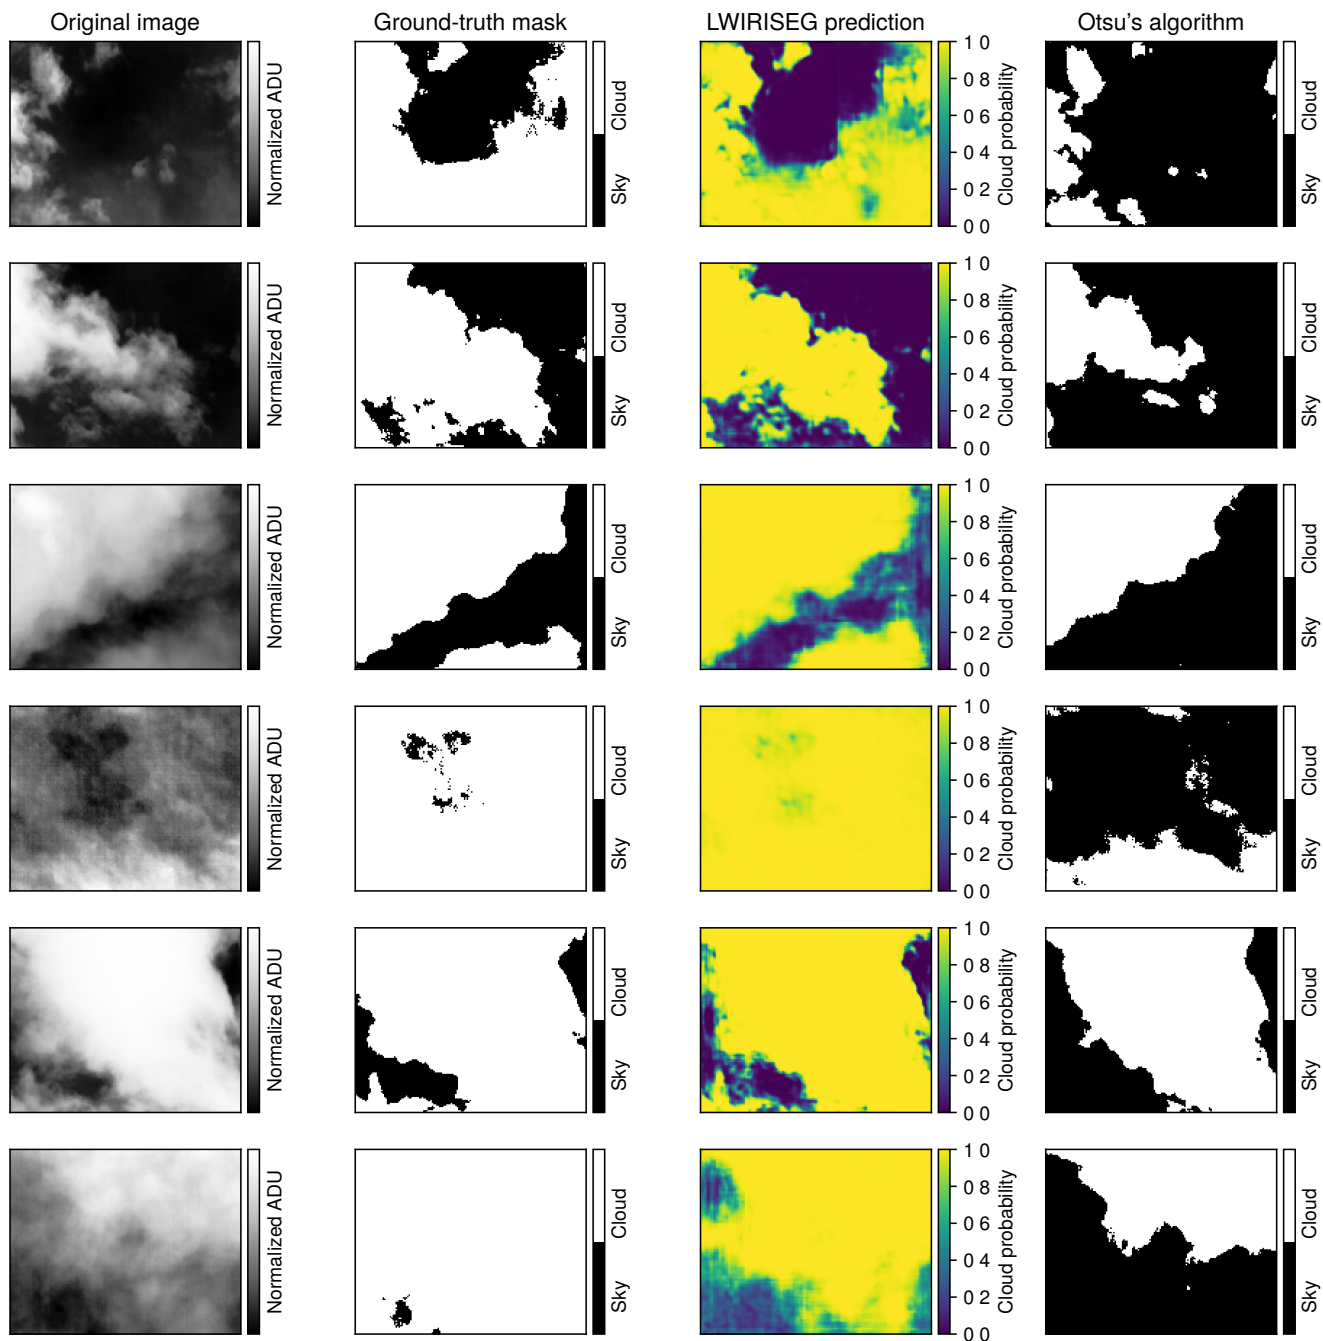 Original image
Ground-truth mask
LWIRISEG prediction
Otsu's algorithm
Normalized ADU
Sky Cloud
0 0
0 2
0 4
0 6
0 8
1 0
Cloud probability
Sky Cloud
Normalized ADU
Sky Cloud
0 0
0 2
0 4
0 6
0 8
1 0
Cloud probability
Sky Cloud
Normalized ADU
Sky Cloud
0 0
0 2
0 4
0 6
0 8
1 0
Cloud probability
Sky Cloud
Normalized ADU
Sky Cloud
0 0
0 2
0 4
0 6
0 8
1 0
Cloud probability
Sky Cloud
Normalized ADU
Sky Cloud
0 0
0 2
0 4
0 6
0 8
1 0
Cloud probability
Sky Cloud
Normalized ADU
Sky Cloud
0 0
0 2
0 4
0 6
0 8
1 0
Cloud probability
Sky Cloud